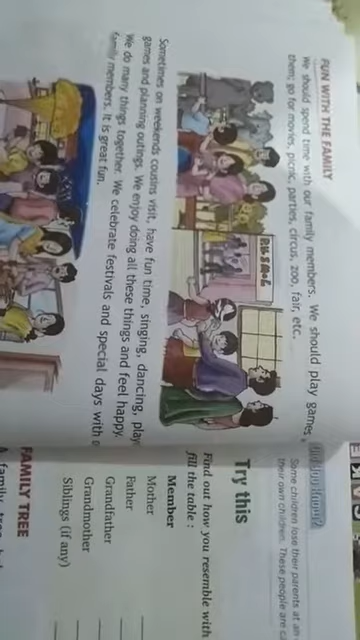 FUN WITH THE FAMILY
We should spend time with our family members. We should play games
them; go for movies, picnic, parties, circus, zoo, fair, etc.
Sometimes on weekends, cousins visit, have fun time, singing, dancing, play
games and planning outings. We enjoy doing all these things and feel happy.
We do many things together. We celebrate festivals and special days with
family members. It is great fun.
Some children lose their parents at an
their own children. These people are
Try this
Find out how you resemble with
fill the table :
Member
Mother
Father
Grandfather
Grandmother
Siblings (if any)
FAMILY TREE
A family tree